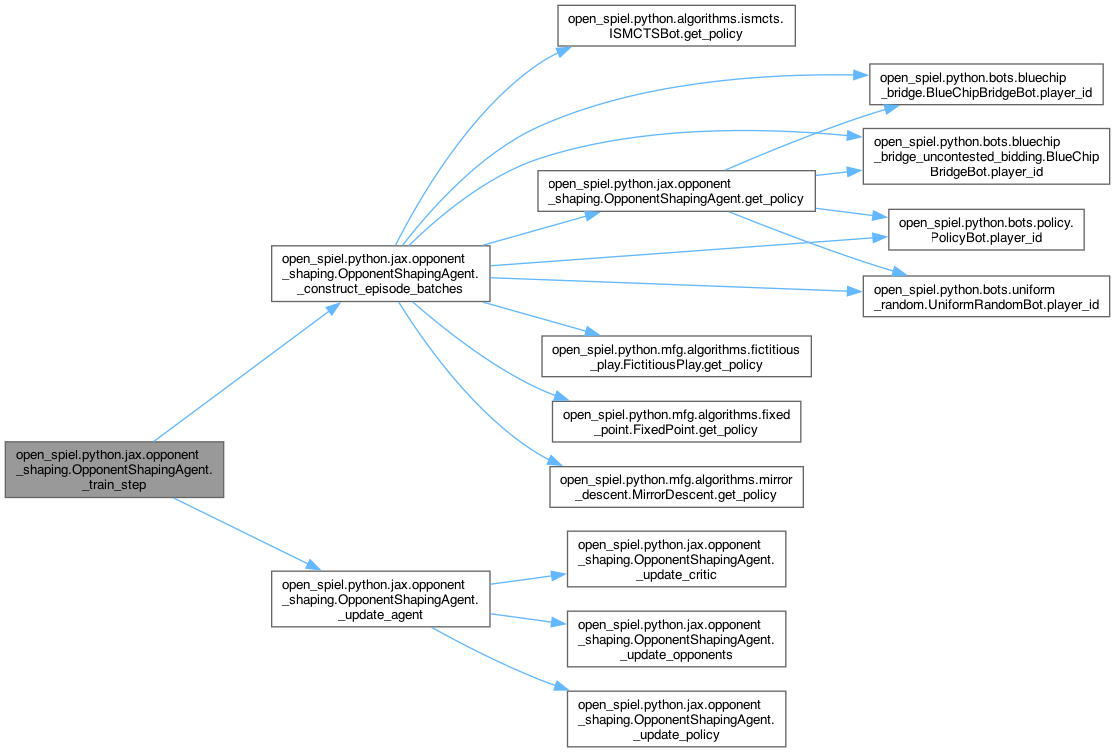 open_spiel.python.algorithms.ismcts.
ISMCTSBot.get_policy
open_spiel.python.bots.bluechip
_bridge.BlueChipBridgeBot.player_id
open_spiel.python.bots.bluechip
_bridge_uncontested_bidding.BlueChip
BridgeBot.player_id
open_spiel.python.jax.opponent
_shaping.OpponentShapingAgent.get_policy
open_spiel.python.bots.policy.
PolicyBot.player_id
open_spiel.python.jax.opponent
_shaping.OpponentShapingAgent.
_construct_episode_batches
open_spiel.python.bots.uniform
_random.UniformRandomBot.player_id
open_spiel.python.mfg.algorithms.fictitious
_play.FictitiousPlay.get_policy
open_spiel.python.mfg.algorithms.fixed
_point.FixedPoint.get_policy
open_spiel.python.jax.opponent
_shaping.OpponentShapingAgent.
_train_step
open_spiel.python.mfg.algorithms.mirror
_descent.MirrorDescent.get_policy
open_spiel.python.jax.opponent
_shaping.OpponentShapingAgent.
_update_critic
open_spiel.python.jax.opponent
_shaping.OpponentShapingAgent.
_update_agent
open_spiel.python.jax.opponent
_shaping.OpponentShapingAgent.
_update_opponents
open_spiel.python.jax.opponent
_shaping.OpponentShapingAgent.
_update_policy